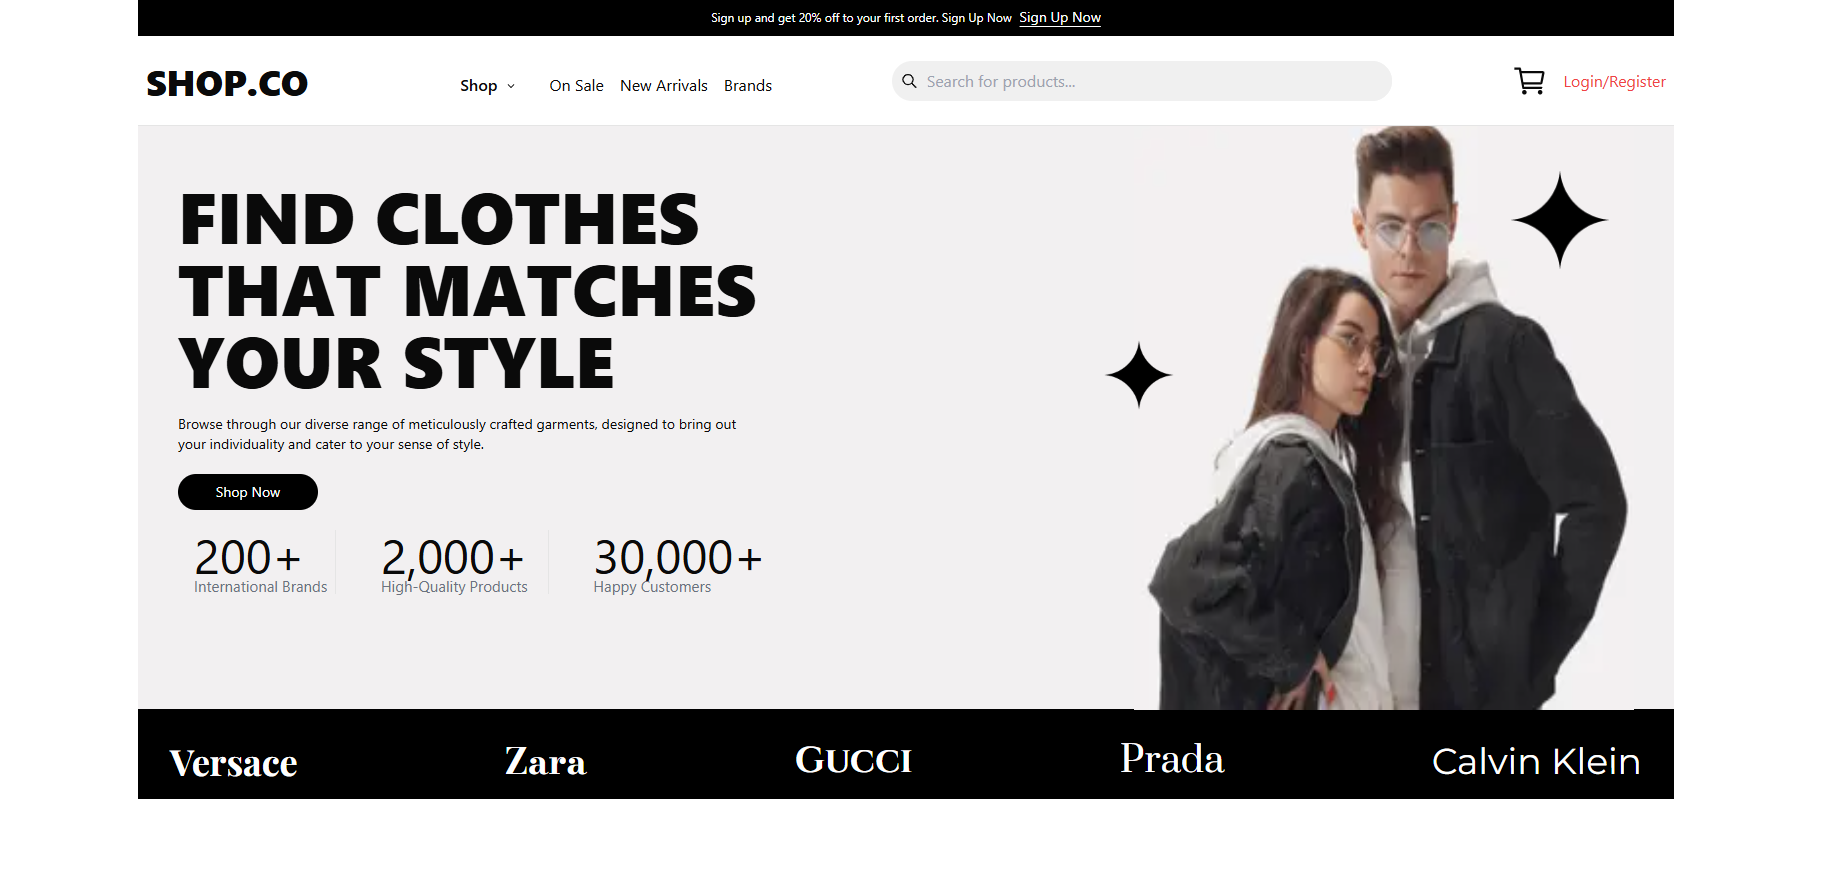 Sign up and get 20% off to your first order. Sign Up Now Sign Up Now
SHOP.CO
Shop
On Sale
New Arrivals
Brands
Search for products...
Login/Register
FIND CLOTHES
THAT MATCHES
YOUR STYLE
Browse through our diverse range of meticulously crafted garments, designed to bring out
your individuality and cater to your sense of style.
Shop Now
200+
International Brands
2,000+
High-Quality Products
30,000+
Happy Customers
Versace
Zara
GUCCI
Prada
Calvin Klein